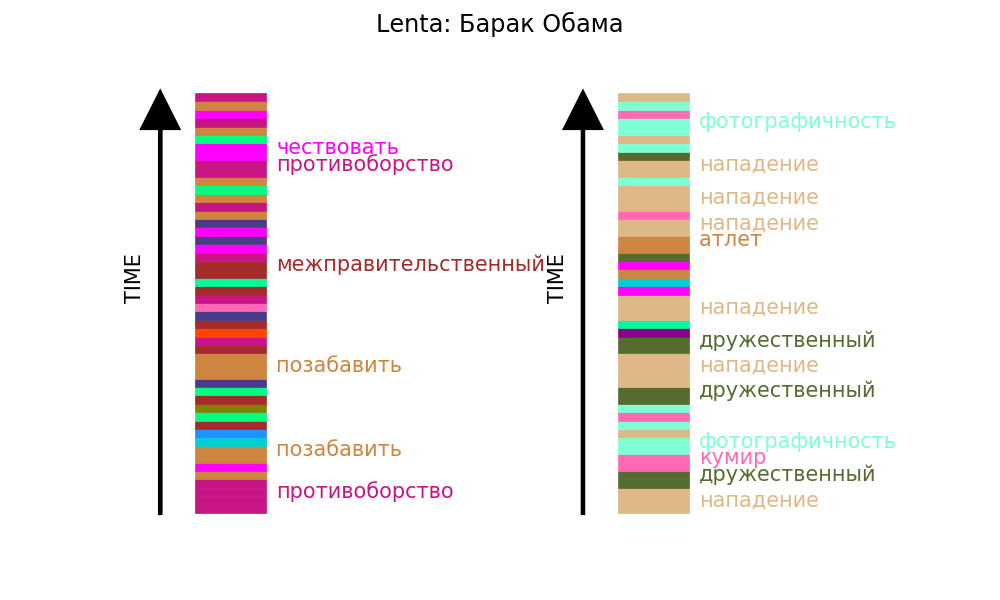 Lenta: Барак Обама
TIME
чествовать
противоборство
межправительственный
позабавить
позабавить
противоборство
TIME
фотографичность
нападение
нападение
нападение
атлет
нападение
дружественный
нападение
дружественный
фотографичность
кумир
дружественный
нападение